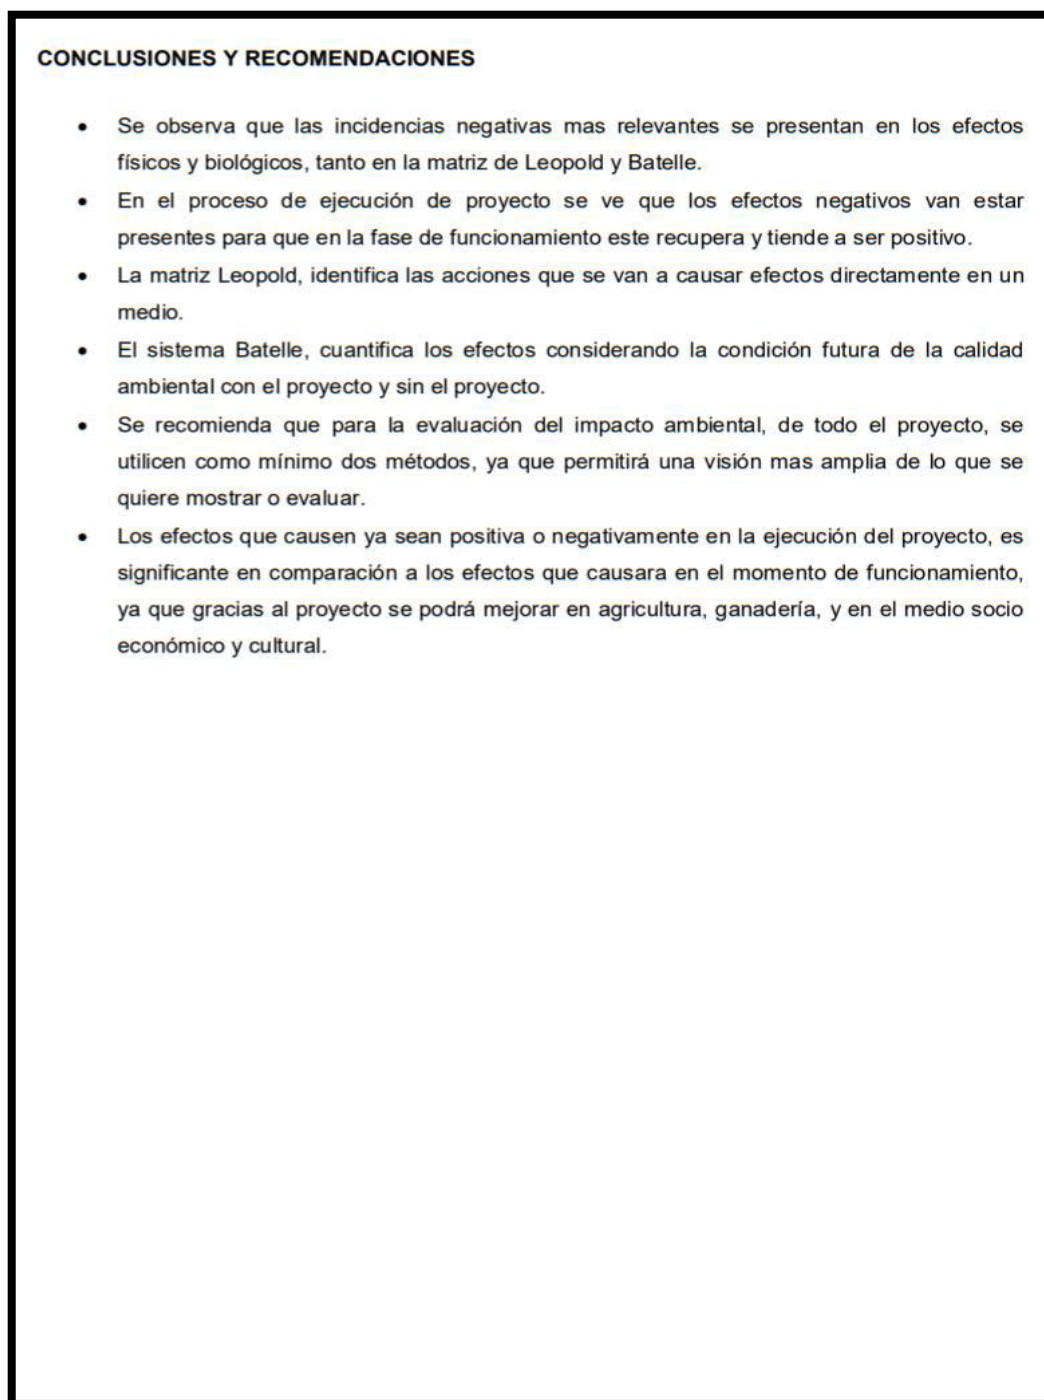 CONCLUSIONES Y RECOMENDACIONES
• Se observa que las incidencias negativas mas relevantes se presentan en los efectos
físicos y biológicos, tanto en la matriz de Leopold y Batelle.
• En el proceso de ejecución de proyecto se ve que los efectos negativos van estar
presentes para que en la fase de funcionamiento este recupera y tiende a ser positivo.
• La matriz Leopold, identifica las acciones que se van a causar efectos directamente en un
medio.
• El sistema Batelle, cuantifica los efectos considerando la condición futura de la calidad
ambiental con el proyecto y sin el proyecto.
• Se recomienda que para la evaluación del impacto ambiental, de todo el proyecto, se
utilicen como mínimo dos métodos, ya que permitirá una visión mas amplia de lo que se
quiere mostrar o evaluar.
• Los efectos que causen ya sean positiva o negativamente en la ejecución del proyecto, es
significante en comparación a los efectos que causara en el momento de funcionamiento,
ya que gracias al proyecto se podrá mejorar en agricultura, ganadería, y en el medio socio
económico y cultural.